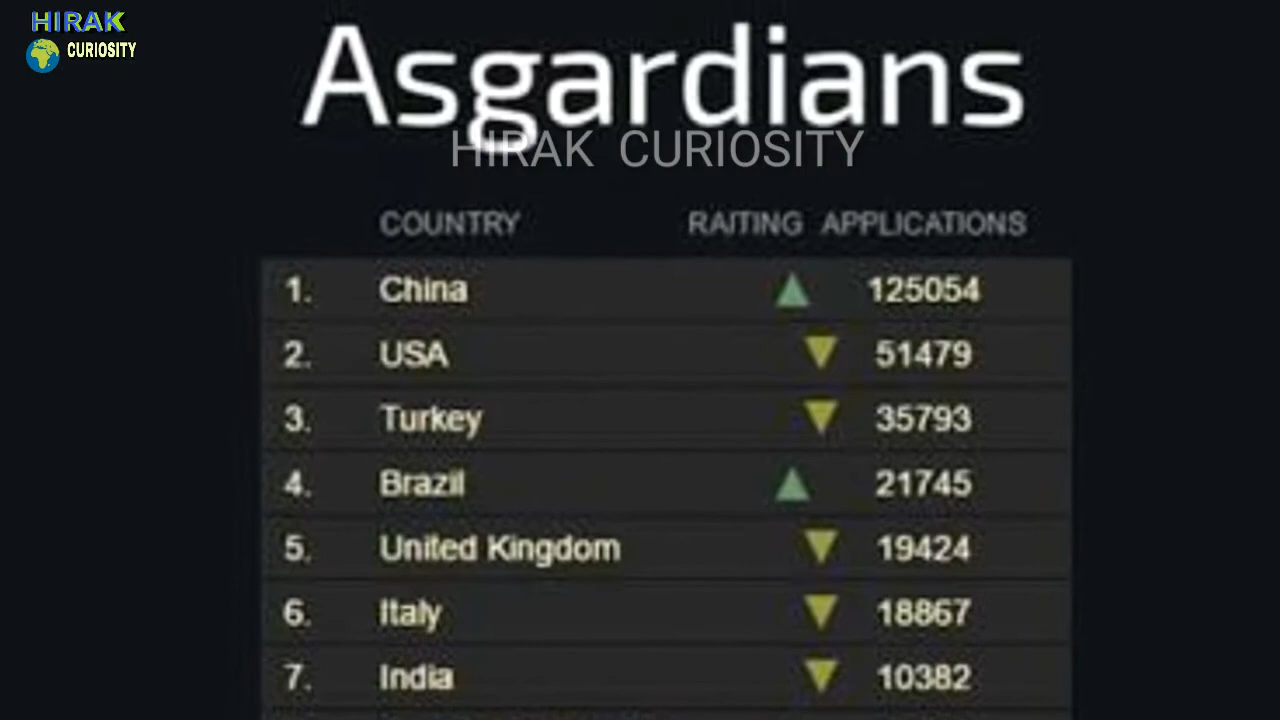 HIRAK
CURIOSITY
Asgardians
HIRAK CURIOSITY
COUNTRY RAITING APPLICATIONS
1. China ▲ 125054
2. USA ▼ 51479
3. Turkey ▼ 35793
4. Brazil ▲ 21745
5. United Kingdom ▼ 19424
6. Italy ▼ 18867
7. India ▼ 10382